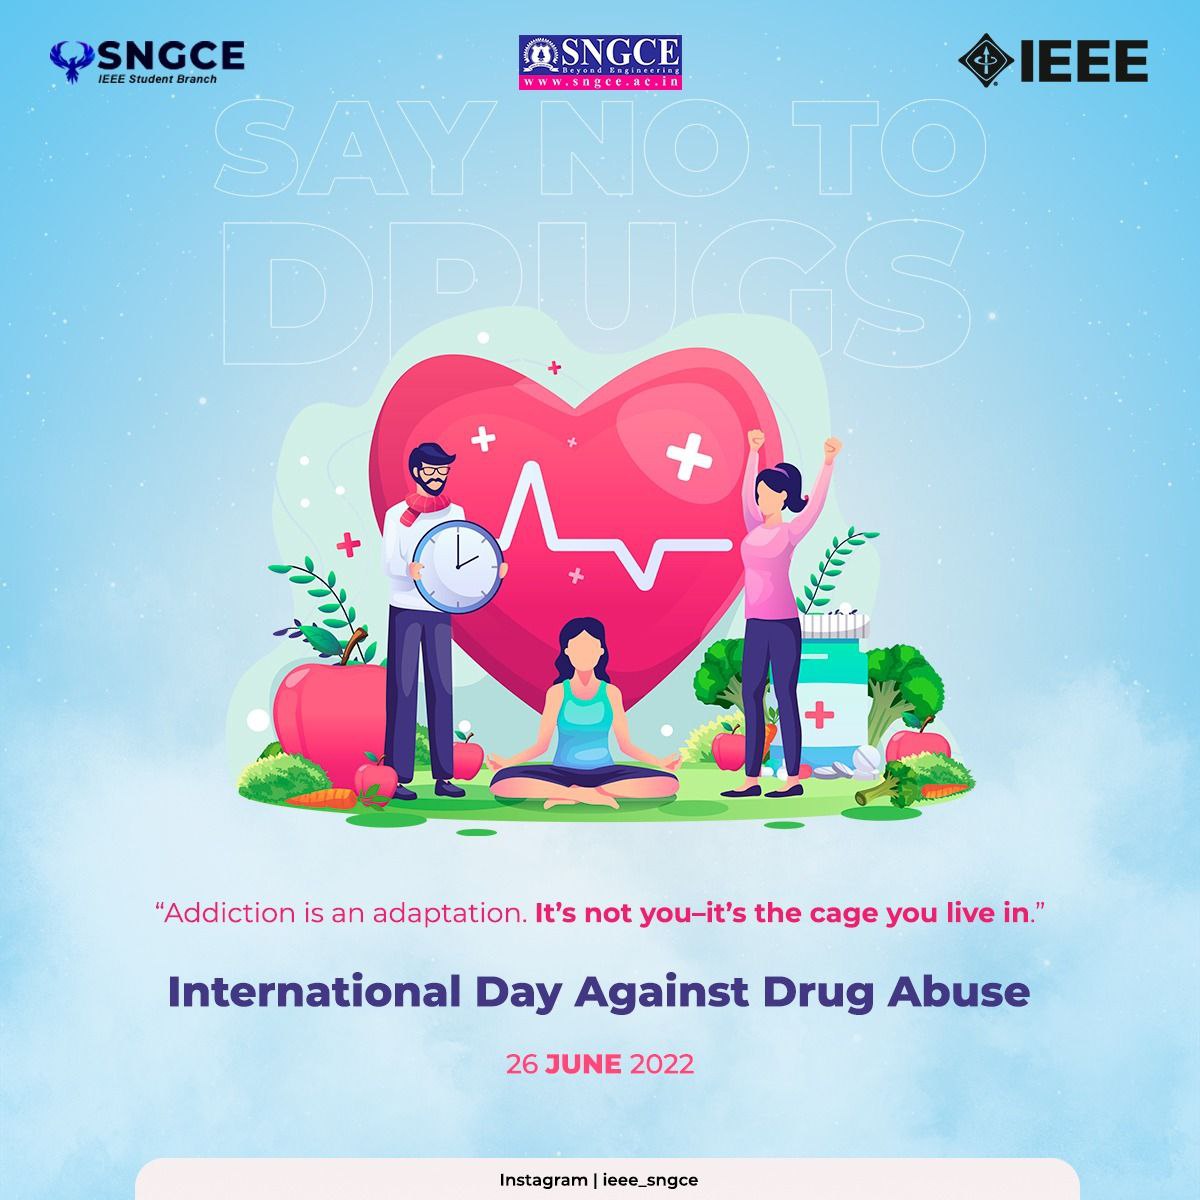 SNGCE
IEEE Student Branch
SNGCE
Beyond Engineering
www.sngce.ac.in
IEEE
SAY NO TO
DRUGS
“Addiction is an adaptation. It’s not you–it’s the cage you live in.”
International Day Against Drug Abuse
26 JUNE 2022
Instagram | ieee_sngce